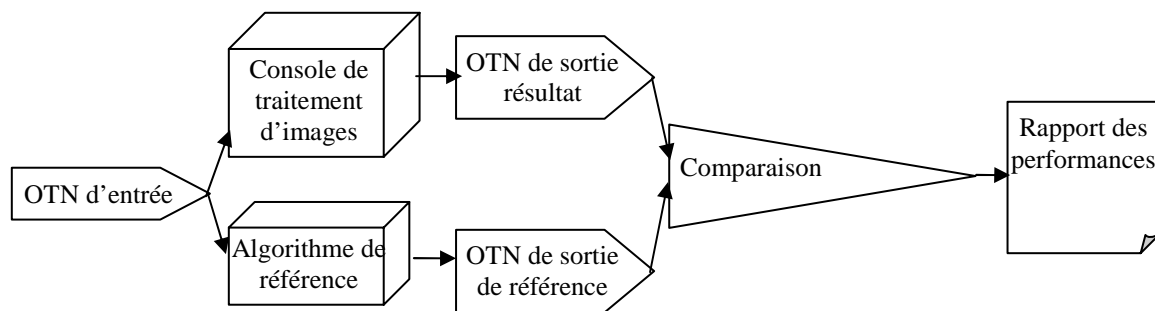 OTN d’entrée
Console de
traitement
d’images
OTN de sortie
résultat
Algorithme de
référence
OTN de sortie
de référence
Comparaison
Rapport des
performances